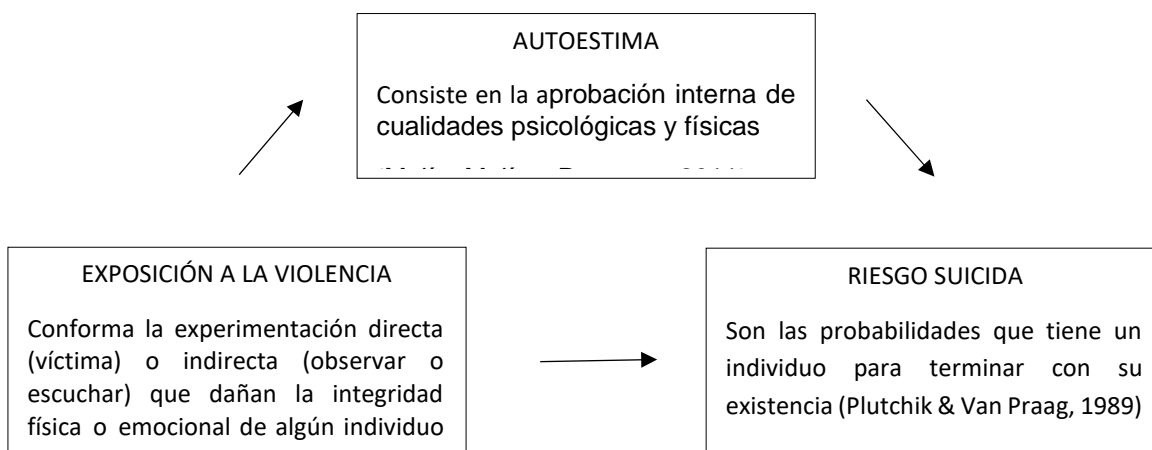 AUTOESTIMA
Consiste en la aprobación interna de
cualidades psicológicas y físicas
EXPOSICIÓN A LA VIOLENCIA
Conforma la experimentación directa
(víctima) o indirecta (observar o
escuchar) que dañan la integridad
física o emocional de algún individuo
RIESGO SUICIDA
Son las probabilidades que tiene un
individuo para terminar con su
existencia (Plutchik & Van Praag, 1989)